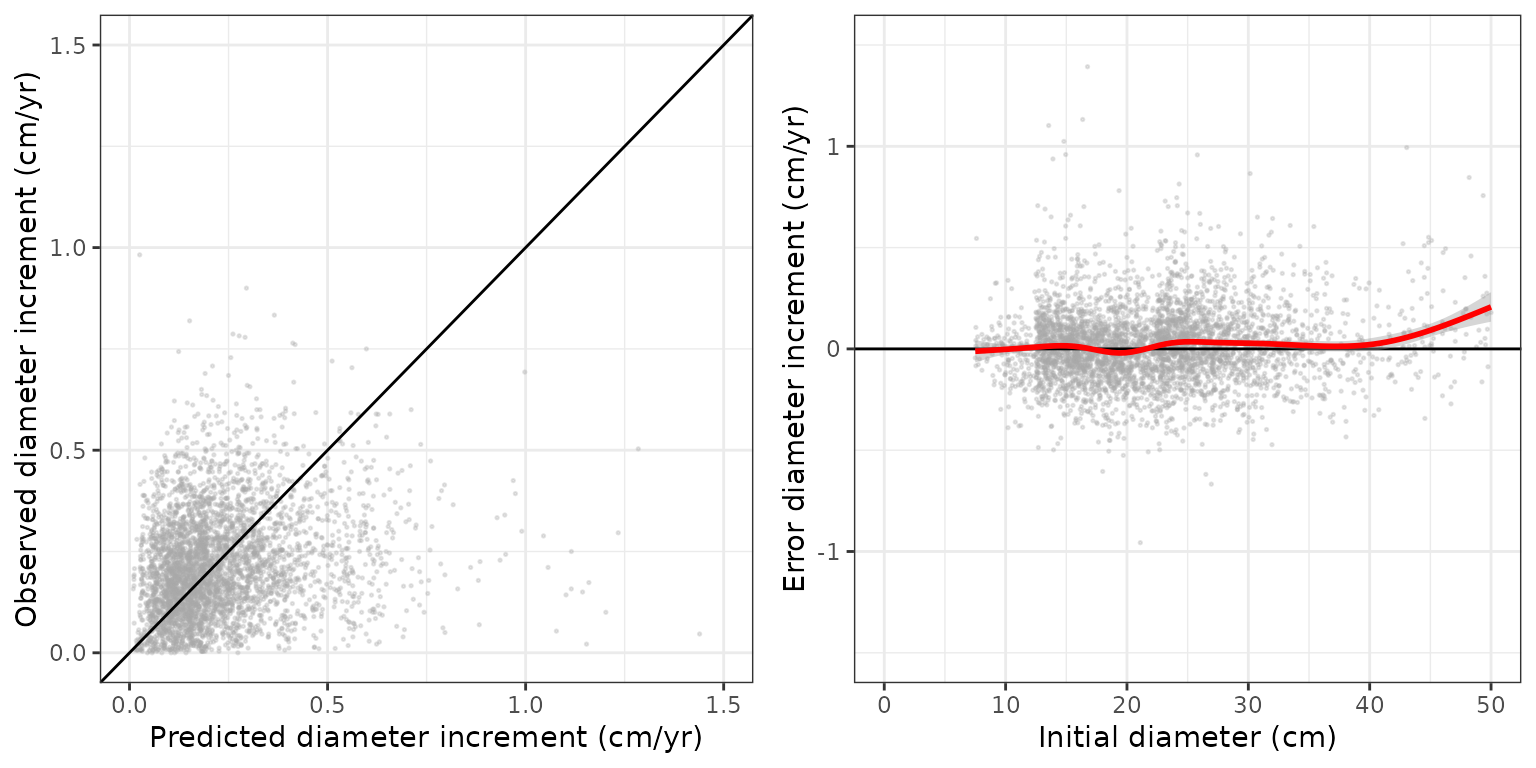 Observed diameter increment (cm/yr)
1.5
1.0
0.5
0.0
0.0 0.5 1.0 1.5
Predicted diameter increment (cm/yr)
Error diameter increment (cm/yr)
1
0
-1
0 10 20 30 40 50
Initial diameter (cm)